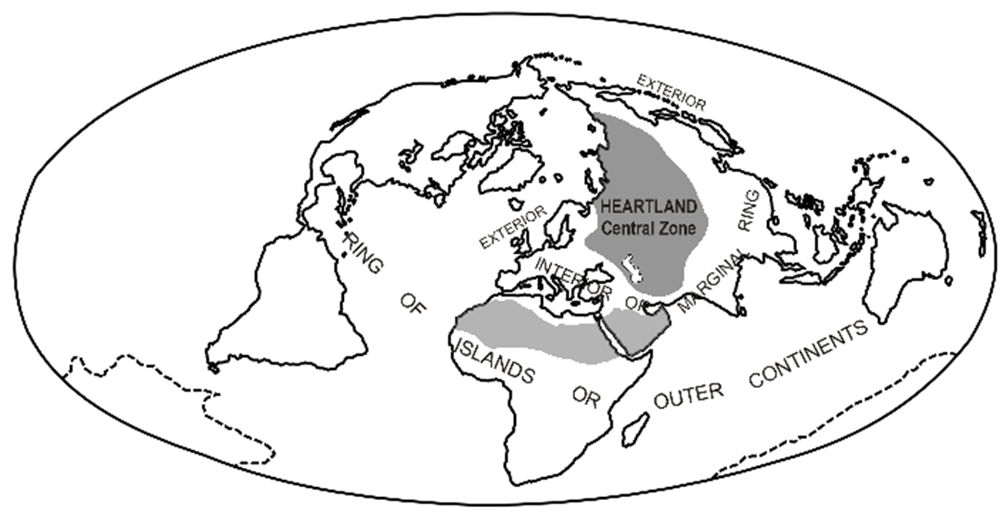 EXTERIOR
HEARTLAND
Central Zone
EXTERIOR
INTERIOR OR MARGINAL RING
RING OF ISLANDS OR OUTER CONTINENTS